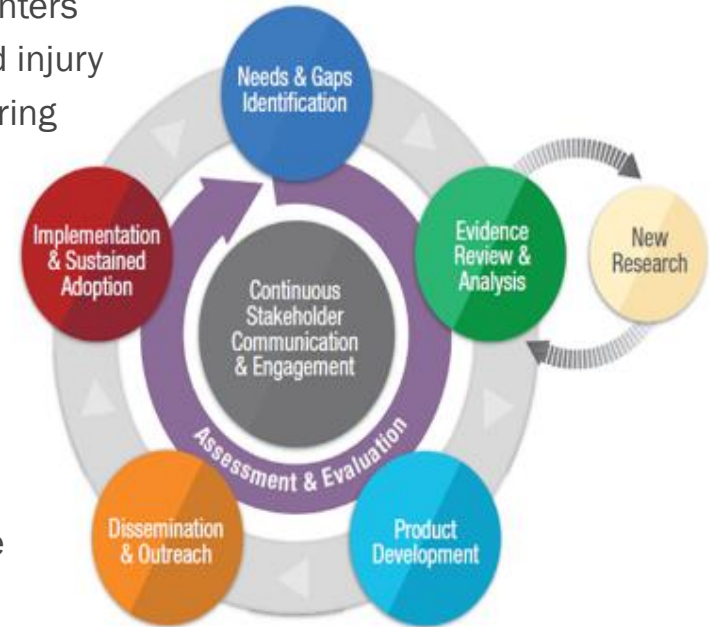 nters
d injury
ring
Needs & Gaps
Identification
Implementation
& Sustained
Adoption
Evidence
Review &
Analysis
New
Research
Continuous
Stakeholder
Communication
& Engagement
Assessment & Evaluation
Dissemination
& Outreach
Product
Development
e